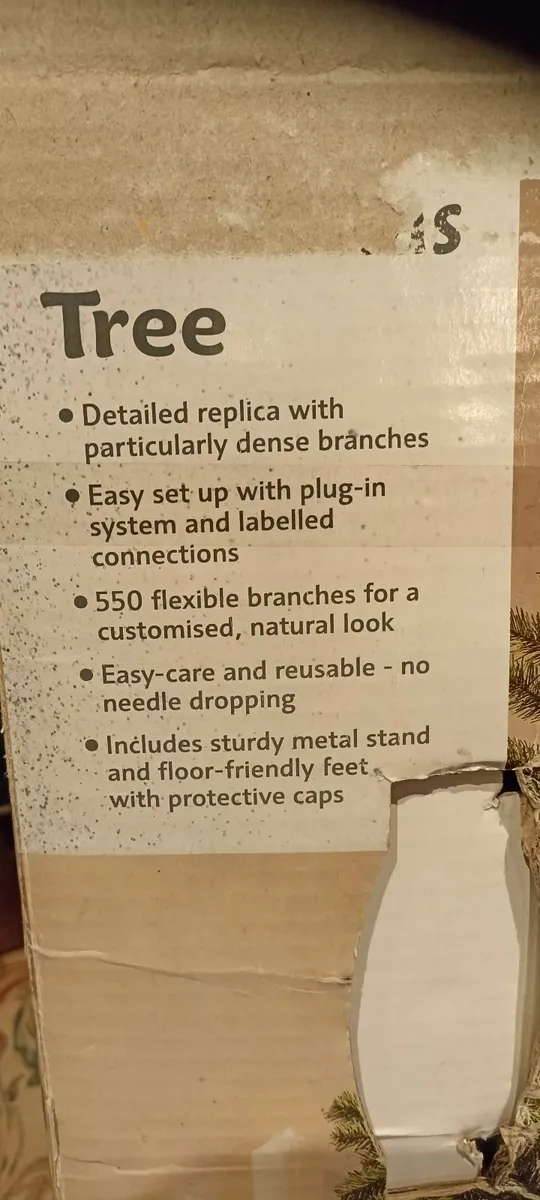 Tree
• Detailed replica with
particularly dense branches
• Easy set up with plug-in
system and labelled
connections
• 550 flexible branches for a
customised, natural look
• Easy-care and reusable - no
needle dropping
• Includes sturdy metal stand
and floor-friendly feet
with protective caps